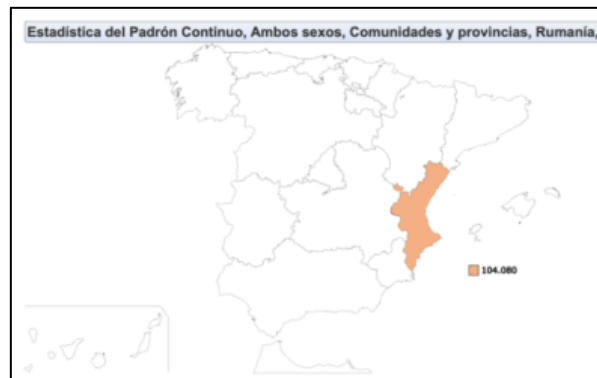 Estadística del Padrón Continuo, Ambos sexos, Comunidades y provincias, Rumanía,
104.080